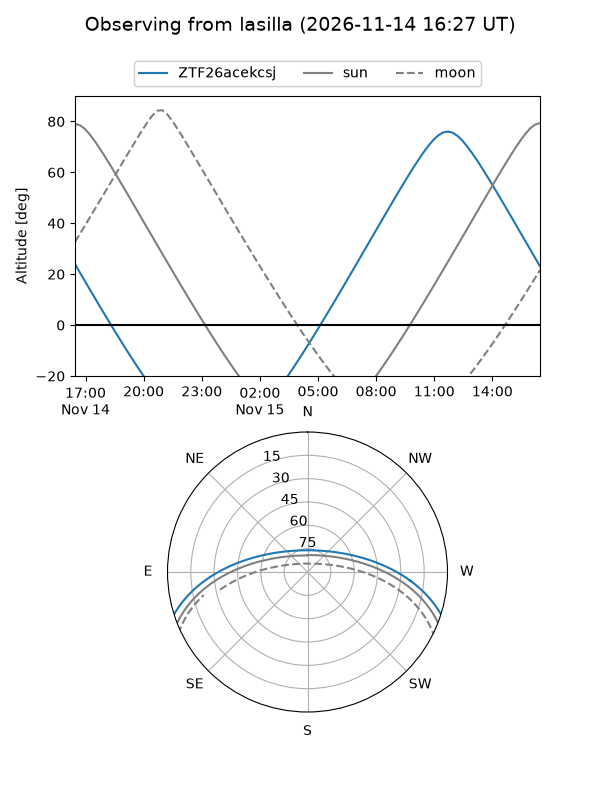 Observing from lasilla (2026-11-14 16:27 UT)
ZTF26acekcsj sun moon
Altitude [deg]
80
60
40
20
0
−20
17:00 20:00 23:00 02:00 05:00 08:00 11:00 14:00
Nov 14 Nov 15
N
NE NW
15
30
45
60
75
E W
SE SW
S